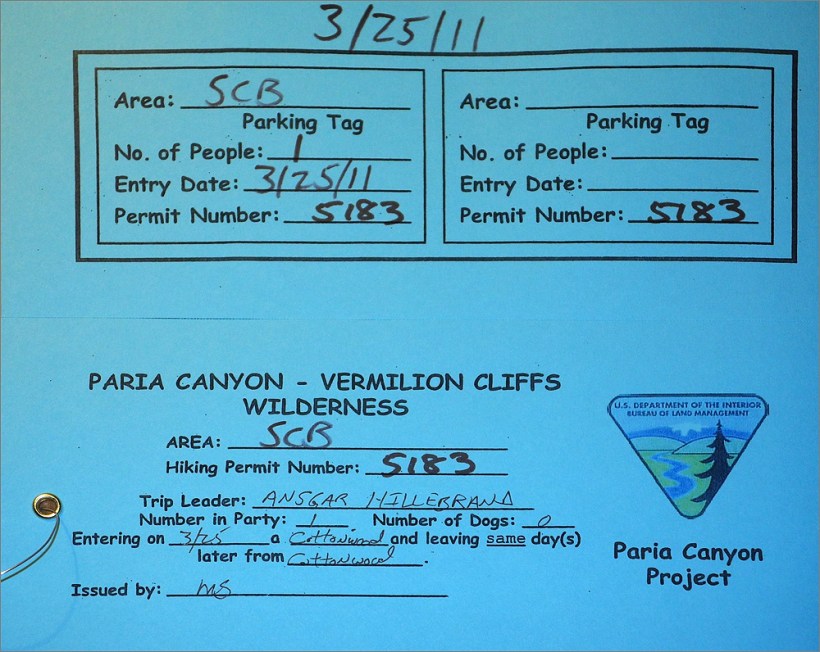 3/25/11
Area: SCB
Parking Tag
No. of People: 1
Entry Date: 3/25/11
Permit Number: 5183
Area:
Parking Tag
No. of People:
Entry Date:
Permit Number: 5183
PARIA CANYON - VERMILION CLIFFS
WILDERNESS
AREA: SCB
Hiking Permit Number: 5183
Trip Leader: ANSGAR HILLEBRAND
Number in Party: 1 Number of Dogs: 0
Entering on 3/25 a Cottonwood and leaving same day(s)
later from Cottonwood.
Issued by: MS
U.S. DEPARTMENT OF THE INTERIOR
BUREAU OF LAND MANAGEMENT
Paria Canyon
Project